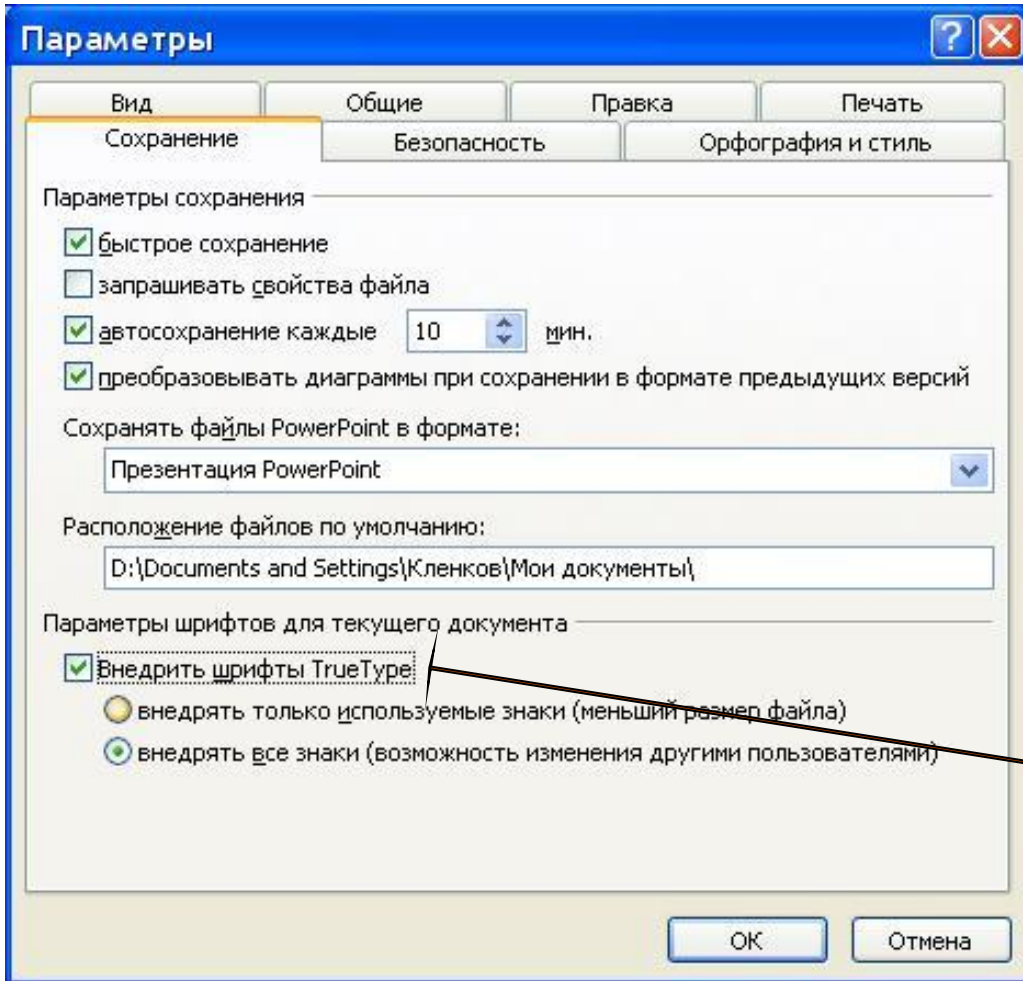 Параметры
Вид Общие Правка Печать
Сохранение Безопасность Орфография и стиль
Параметры сохранения
быстрое сохранение
запрашивать свойства файла
автосохранение каждые 10 мин.
преобразовывать диаграммы при сохранении в формате предыдущих версий
Сохранять файлы PowerPoint в формате:
Презентация PowerPoint
Расположение файлов по умолчанию:
D:\Documents and Settings\Кленков\Мои документы\
Параметры шрифтов для текущего документа
Внедрить шрифты TrueType
внедрять только используемые знаки (меньший размер файла)
внедрять все знаки (возможность изменения другими пользователями)
ОК Отмена